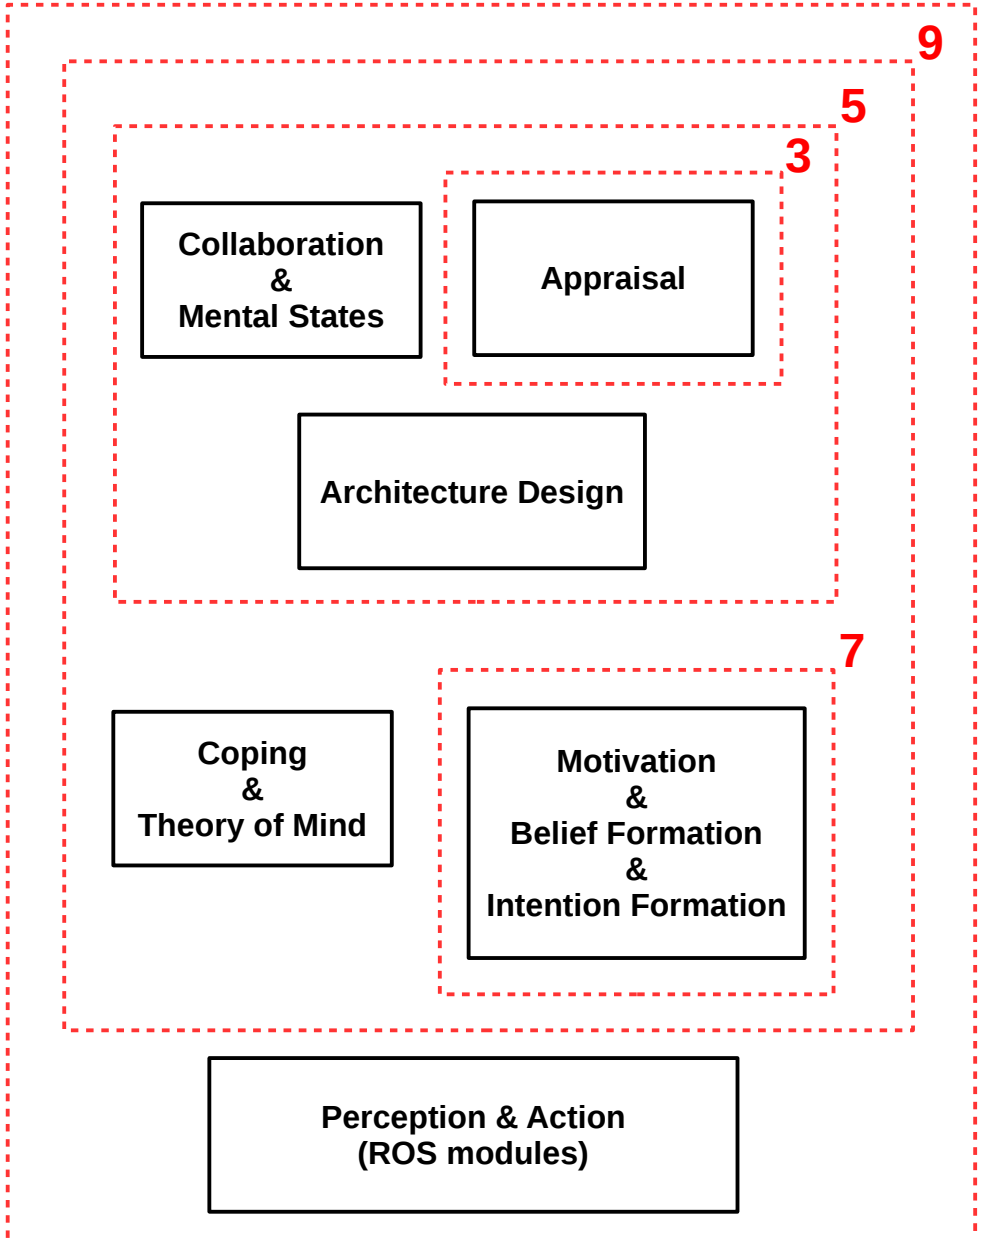 9
5
3
Collaboration
&
Mental States
Appraisal
Architecture Design
7
Coping
&
Theory of Mind
Motivation
&
Belief Formation
&
Intention Formation
Perception & Action
(ROS modules)